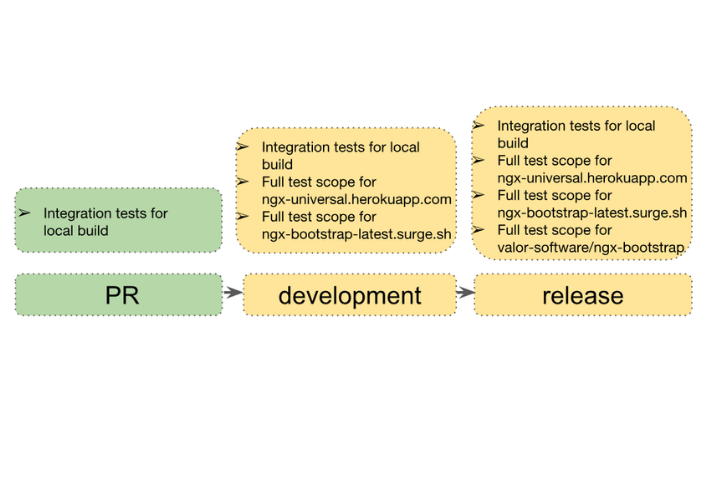 ➢ Integration tests for
local build
PR
➢ Integration tests for local
build
➢ Full test scope for
ngx-universal.herokuapp.com
➢ Full test scope for
ngx-bootstrap-latest.surge.sh
development
➢ Integration tests for local
build
➢ Full test scope for
ngx-universal.herokuapp.com
➢ Full test scope for
ngx-bootstrap-latest.surge.sh
➢ Full test scope for
valor-software/ngx-bootstrap
release